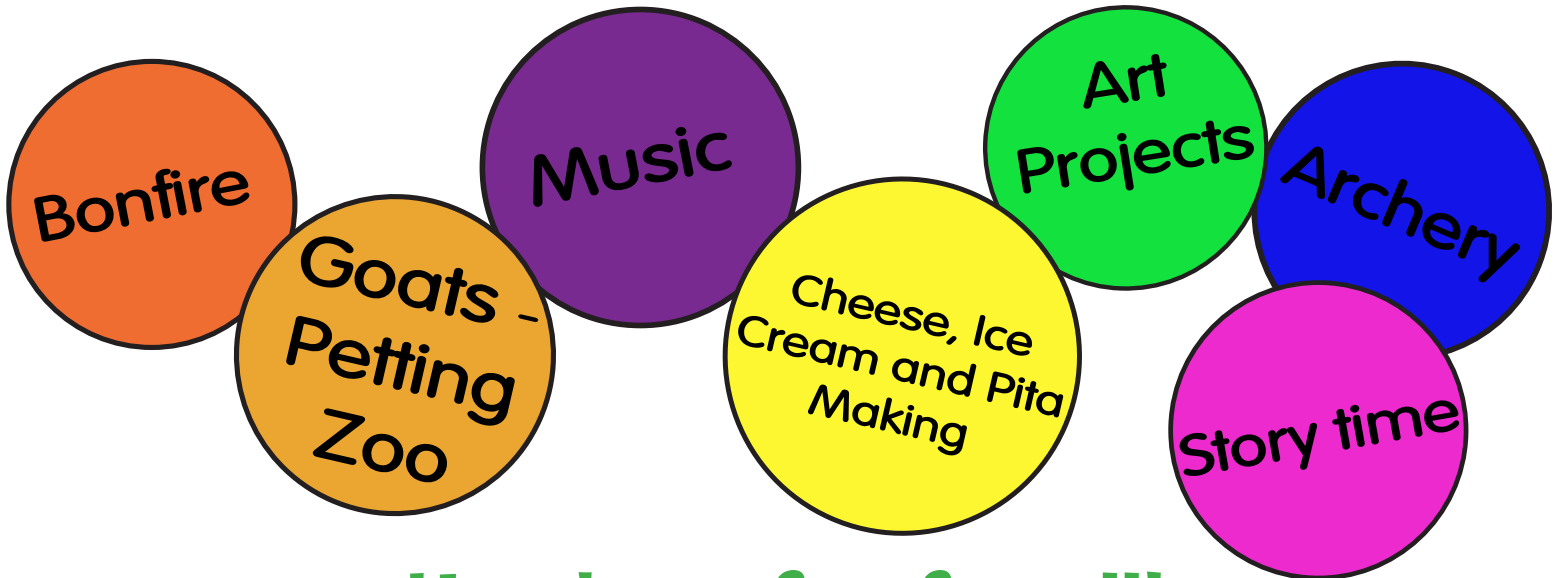 Bonfire
Goats -
Petting
Zoo
Music
Cheese, Ice
Cream and Pita
Making
Art
Projects
Archery
Story time